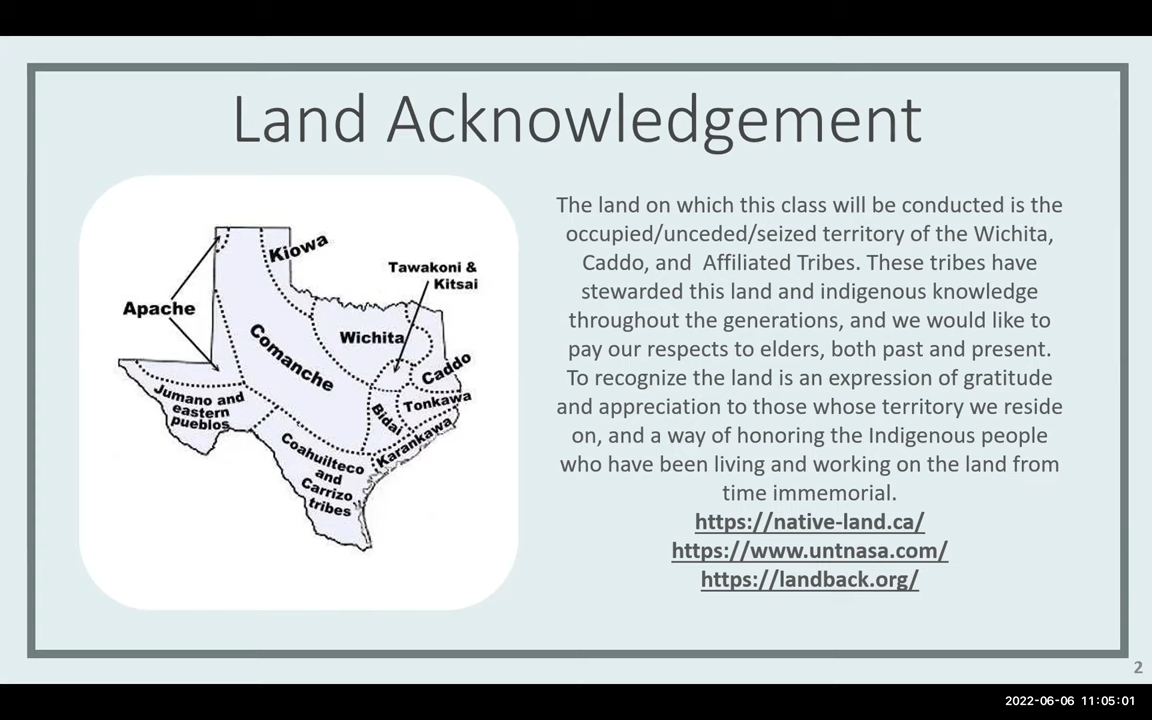 Land Acknowledgement
Kiowa
Tawakoni &
Kitsai
Apache
Wichita
Comanche
Caddo
Jumano and
eastern
pueblos
Bidai
Tonkawa
Karankawa
Coahuilteco
and
Carrizo
tribes
The land on which this class will be conducted is the
occupied/unceded/seized territory of the Wichita,
Caddo, and  Affiliated Tribes. These tribes have
stewarded this land and indigenous knowledge
throughout the generations, and we would like to
pay our respects to elders, both past and present.
To recognize the land is an expression of gratitude
and appreciation to those whose territory we reside
on, and a way of honoring the Indigenous people
who have been living and working on the land from
time immemorial.
https://native-land.ca/
https://www.untnasa.com/
https://landback.org/
2
2022-06-06 11:05:01